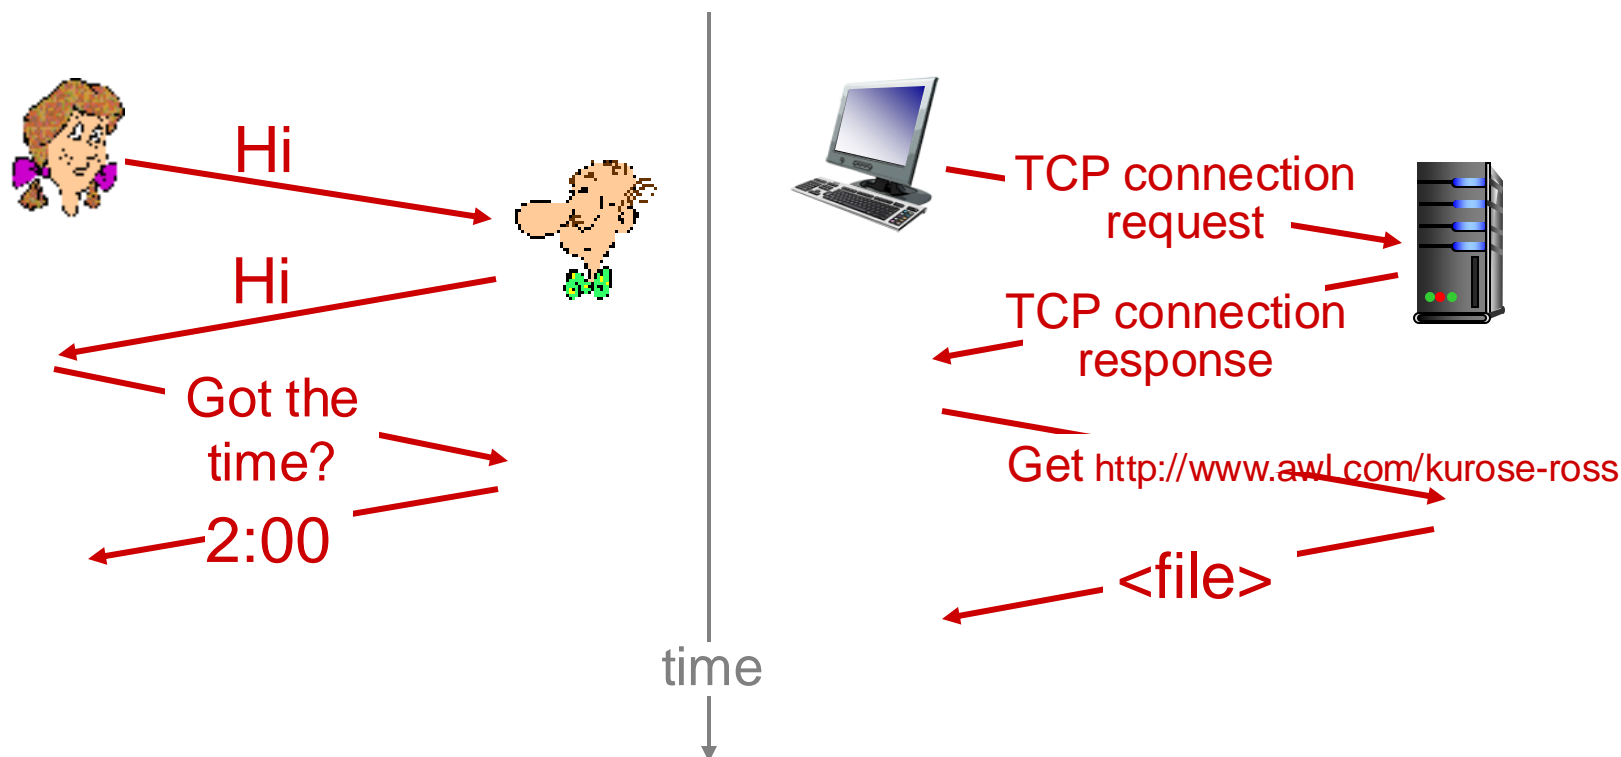 Hi
Hi
Got the
time?
2:00
time
TCP connection
request
TCP connection
response
Get http://www.awl.com/kurose-ross
<file>